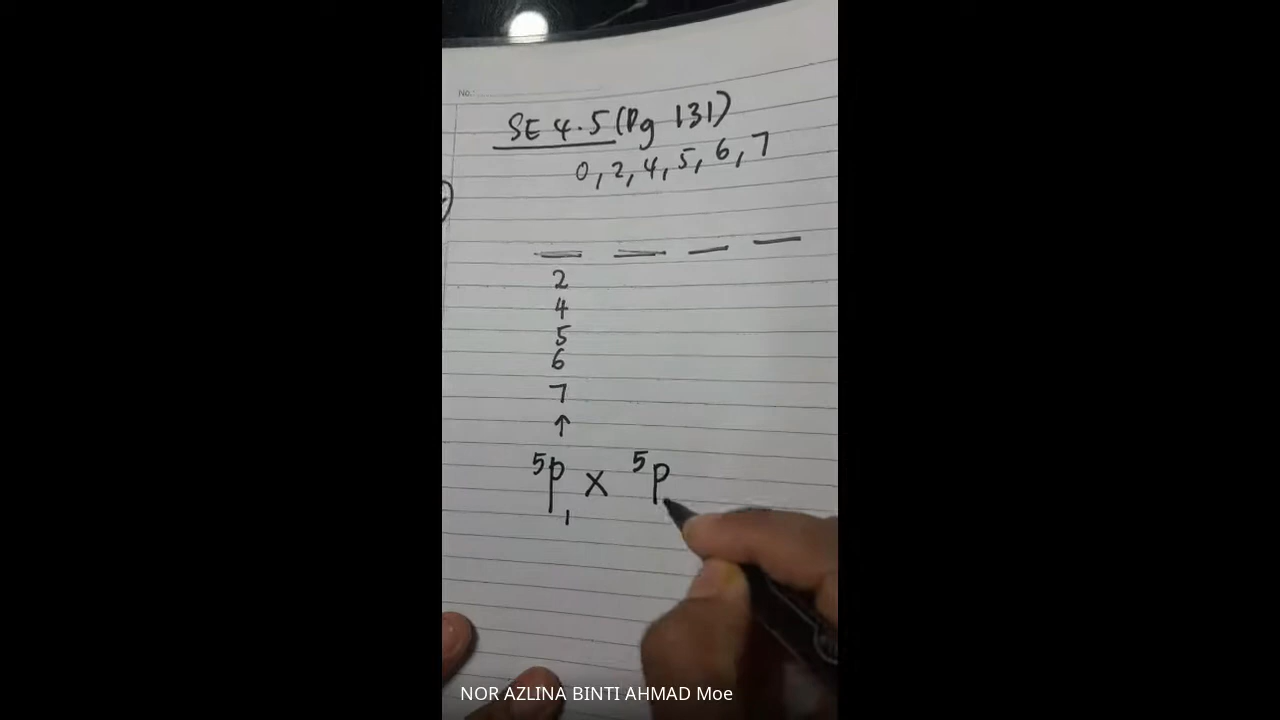 No.:
SE 4.5 (Pg 131)
0, 2, 4, 5, 6, 7
2
4
5
6
7
↑
⁵P₁ × ⁵P
NOR AZLINA BINTI AHMAD Moe